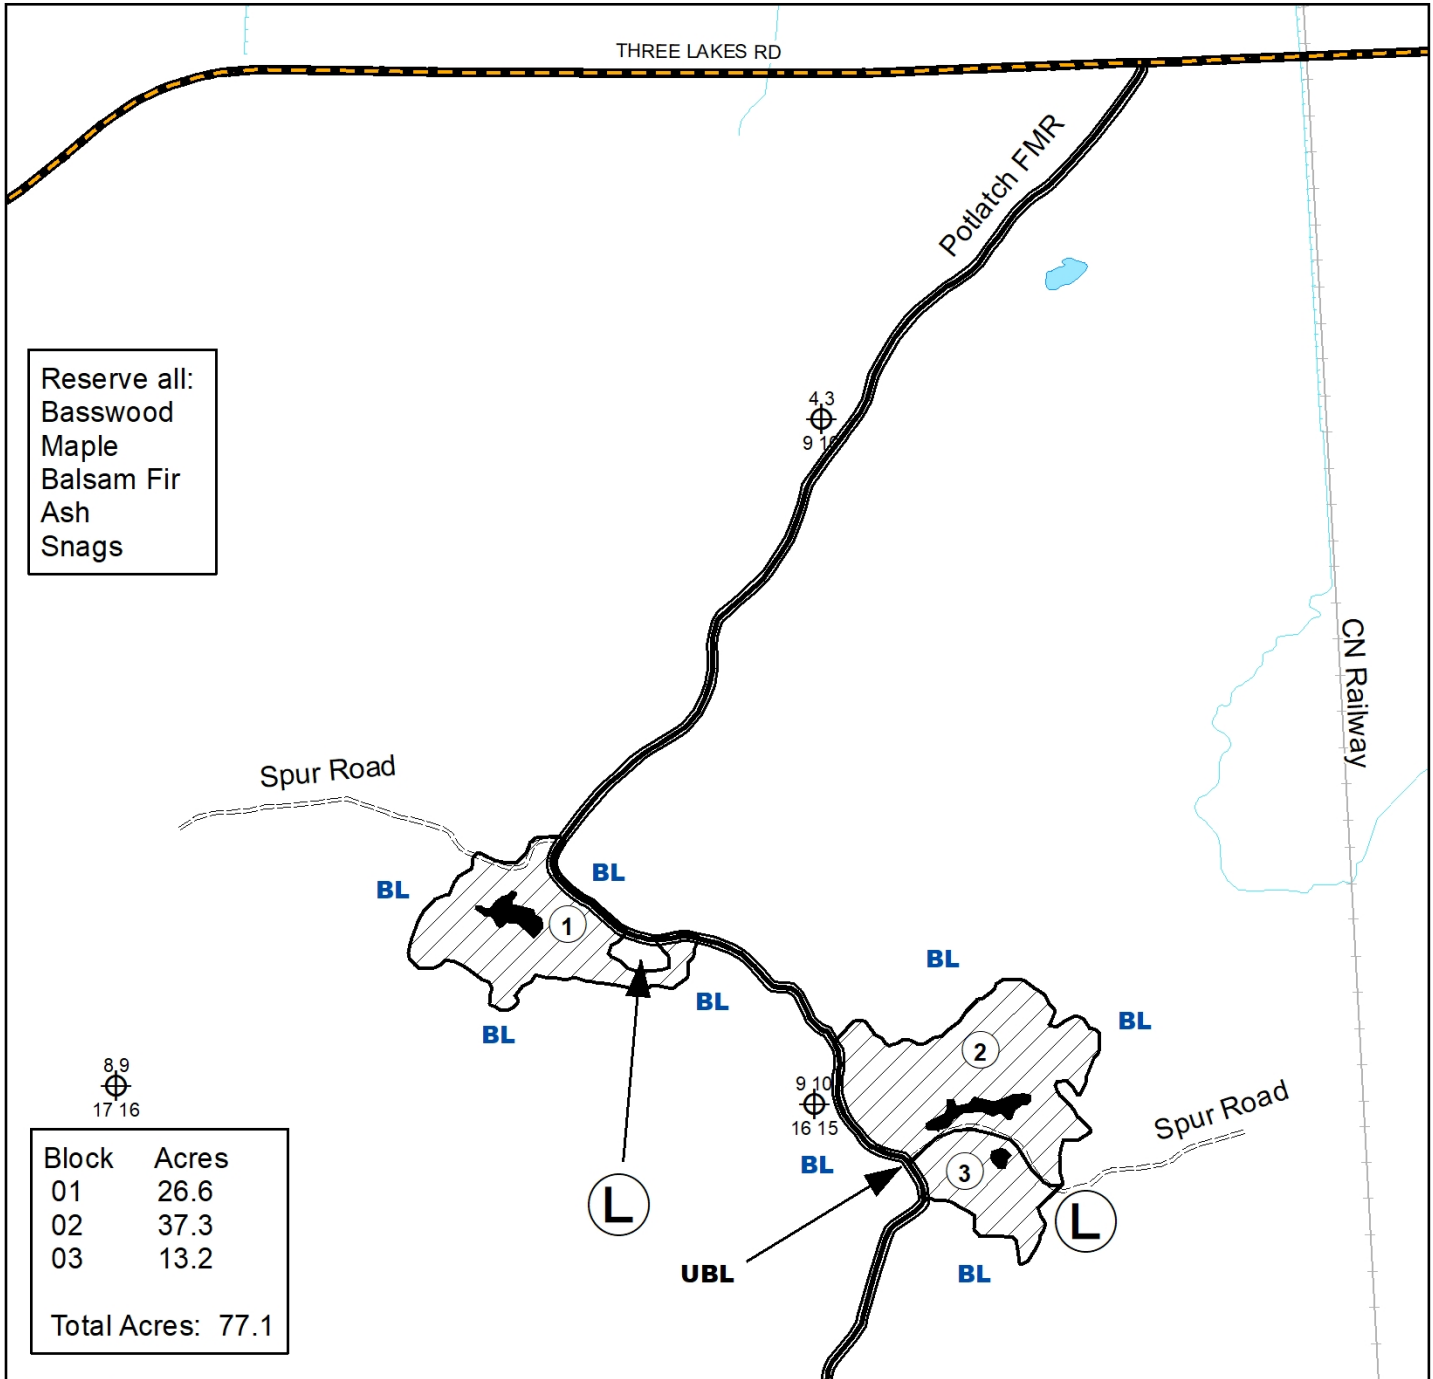 THREE LAKES RD
Potlatch FMR
Reserve all:
Basswood
Maple
Balsam Fir
Ash
Snags
4 3
9 10
CN Railway
Spur Road
BL
BL
1
BL
BL
BL
BL
2
8 9
17 16
9 10
16 15
Spur Road
BL
3
L
L
UBL
BL
Block Acres
01 26.6
02 37.3
03 13.2
Total Acres: 77.1